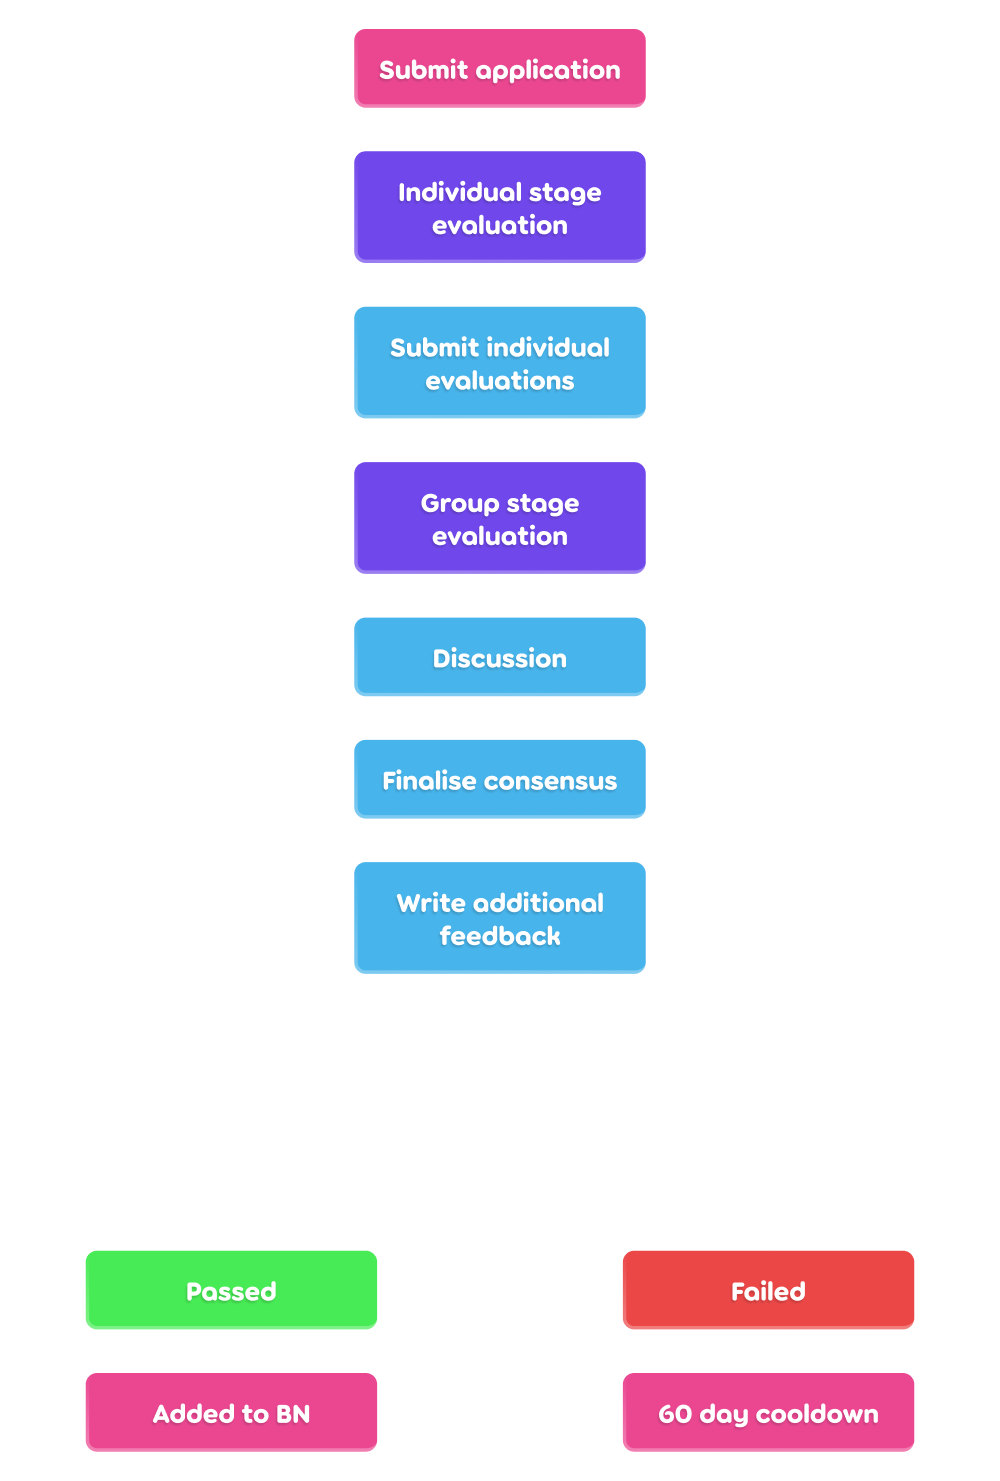 Submit application
Individual stage
evaluation
Submit individual
evaluations
Group stage
evaluation
Discussion
Finalise consensus
Write additional
feedback
Passed
Failed
Added to BN
60 day cooldown